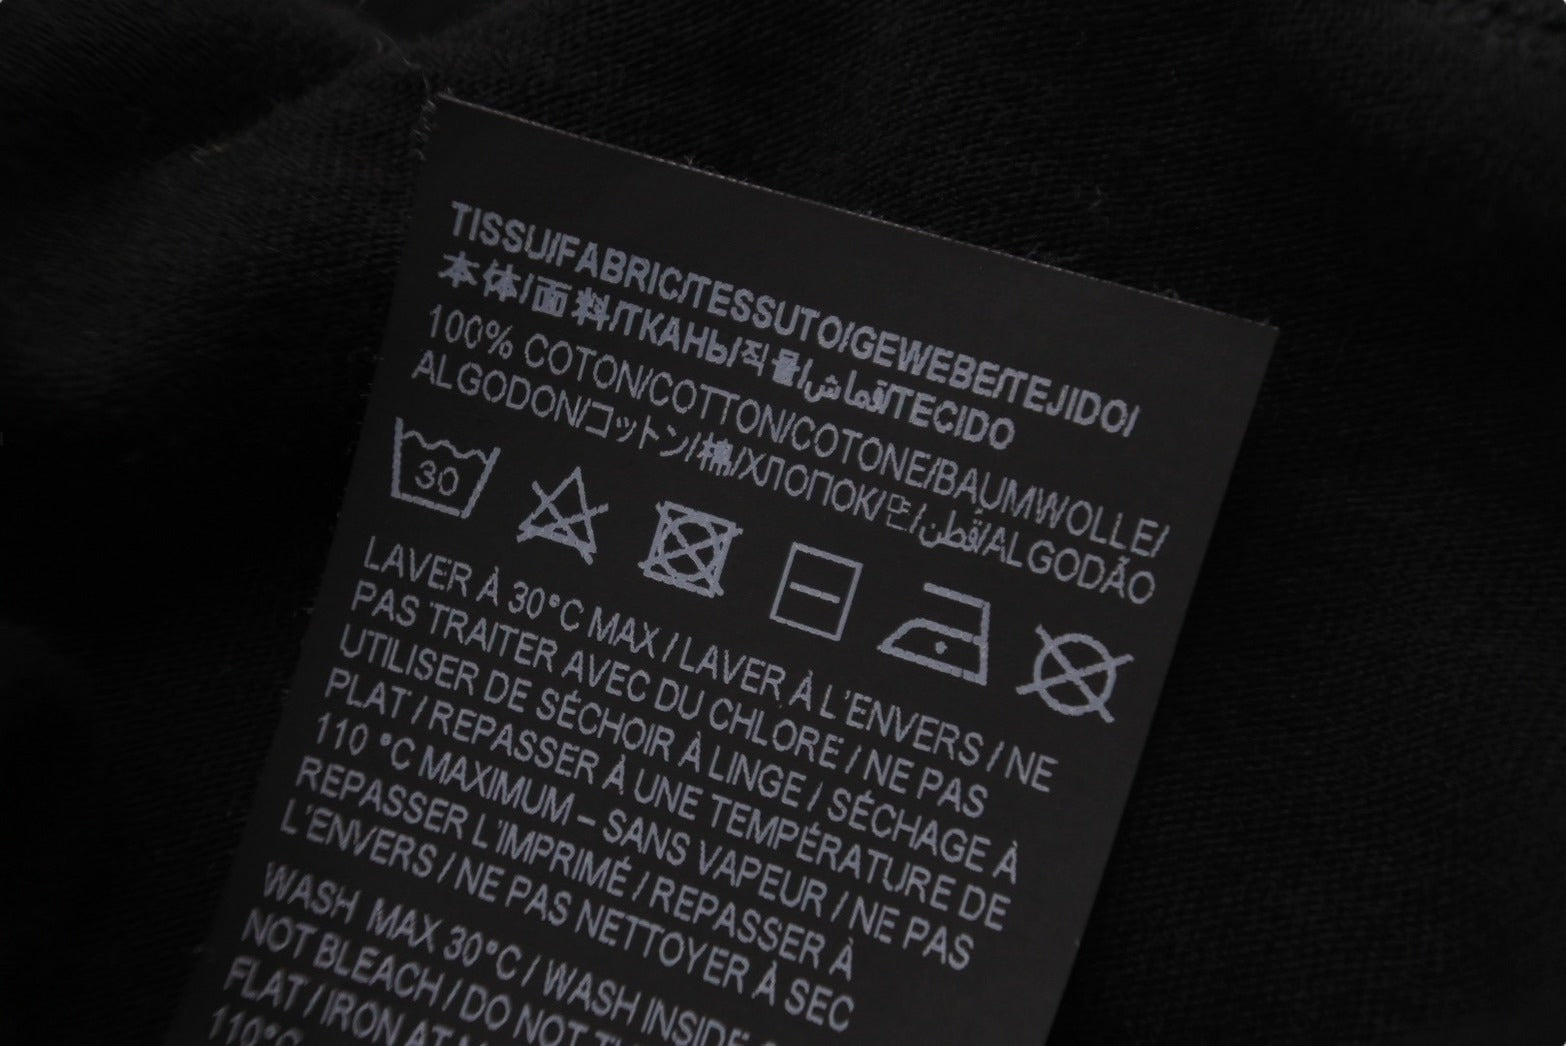 TISSU/FABRIC/TESSUTO/GEWEBE/TEJIDO/
本体/面料/ТКАНЬ/직물/قماش/TECIDO
100% COTON/COTTON/COTONE/BAUMWOLLE/
ALGODON/コットン/棉/ХЛОПОК/면/قطن/ALGODÃO
30
LAVER À 30°C MAX / LAVER À L'ENVERS / NE
PAS TRAITER AVEC DU CHLORE / NE PAS
UTILISER DE SÉCHOIR À LINGE / SÉCHAGE À
PLAT / REPASSER À UNE TEMPÉRATURE DE
110 °C MAXIMUM – SANS VAPEUR / NE PAS
REPASSER L'IMPRIMÉ / REPASSER À
L'ENVERS / NE PAS NETTOYER À SEC
WASH MAX 30°C / WASH INSIDE
NOT BLEACH / DO NOT
FLAT / IRON AT
110°C